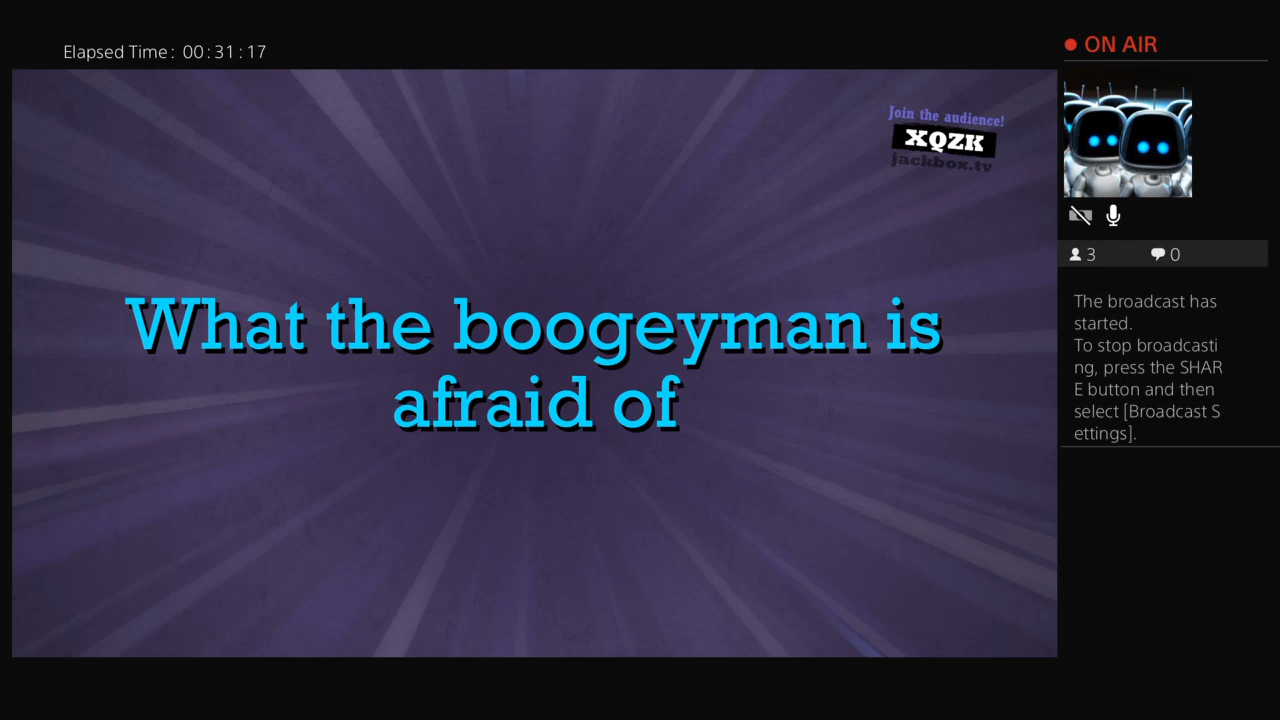 Elapsed Time: 00:31:17
ON AIR
Join the audience!
XQZK
jackbox.tv
What the boogeyman is
afraid of
3
0
The broadcast has
started.
To stop broadcasti
ng, press the SHAR
E button and then
select [Broadcast S
ettings].